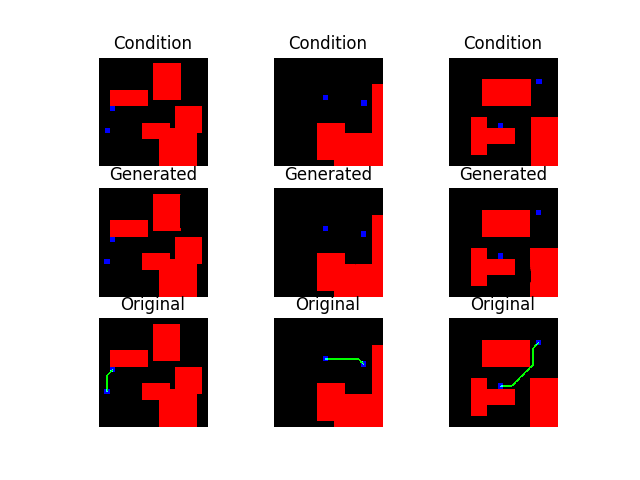 Condition Condition Condition
Generated Generated Generated
Original Original Original